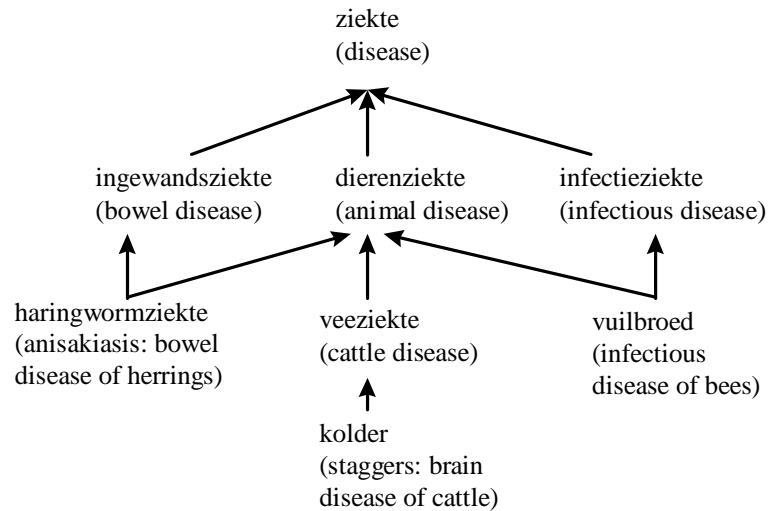 ziekte
(disease)
ingewandsziekte
(bowel disease)
dierenziekte
(animal disease)
infectieziekte
(infectious disease)
haringwormziekte
(anisakiasis: bowel
disease of herrings)
veeziekte
(cattle disease)
vuilbroed
(infectious
disease of bees)
kolder
(staggers: brain
disease of cattle)